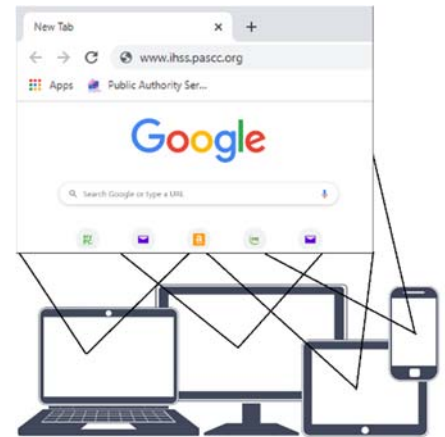 New Tab
www.ihss.pascc.org
Apps Public Authority Ser...
Google
Search Google or type a URL